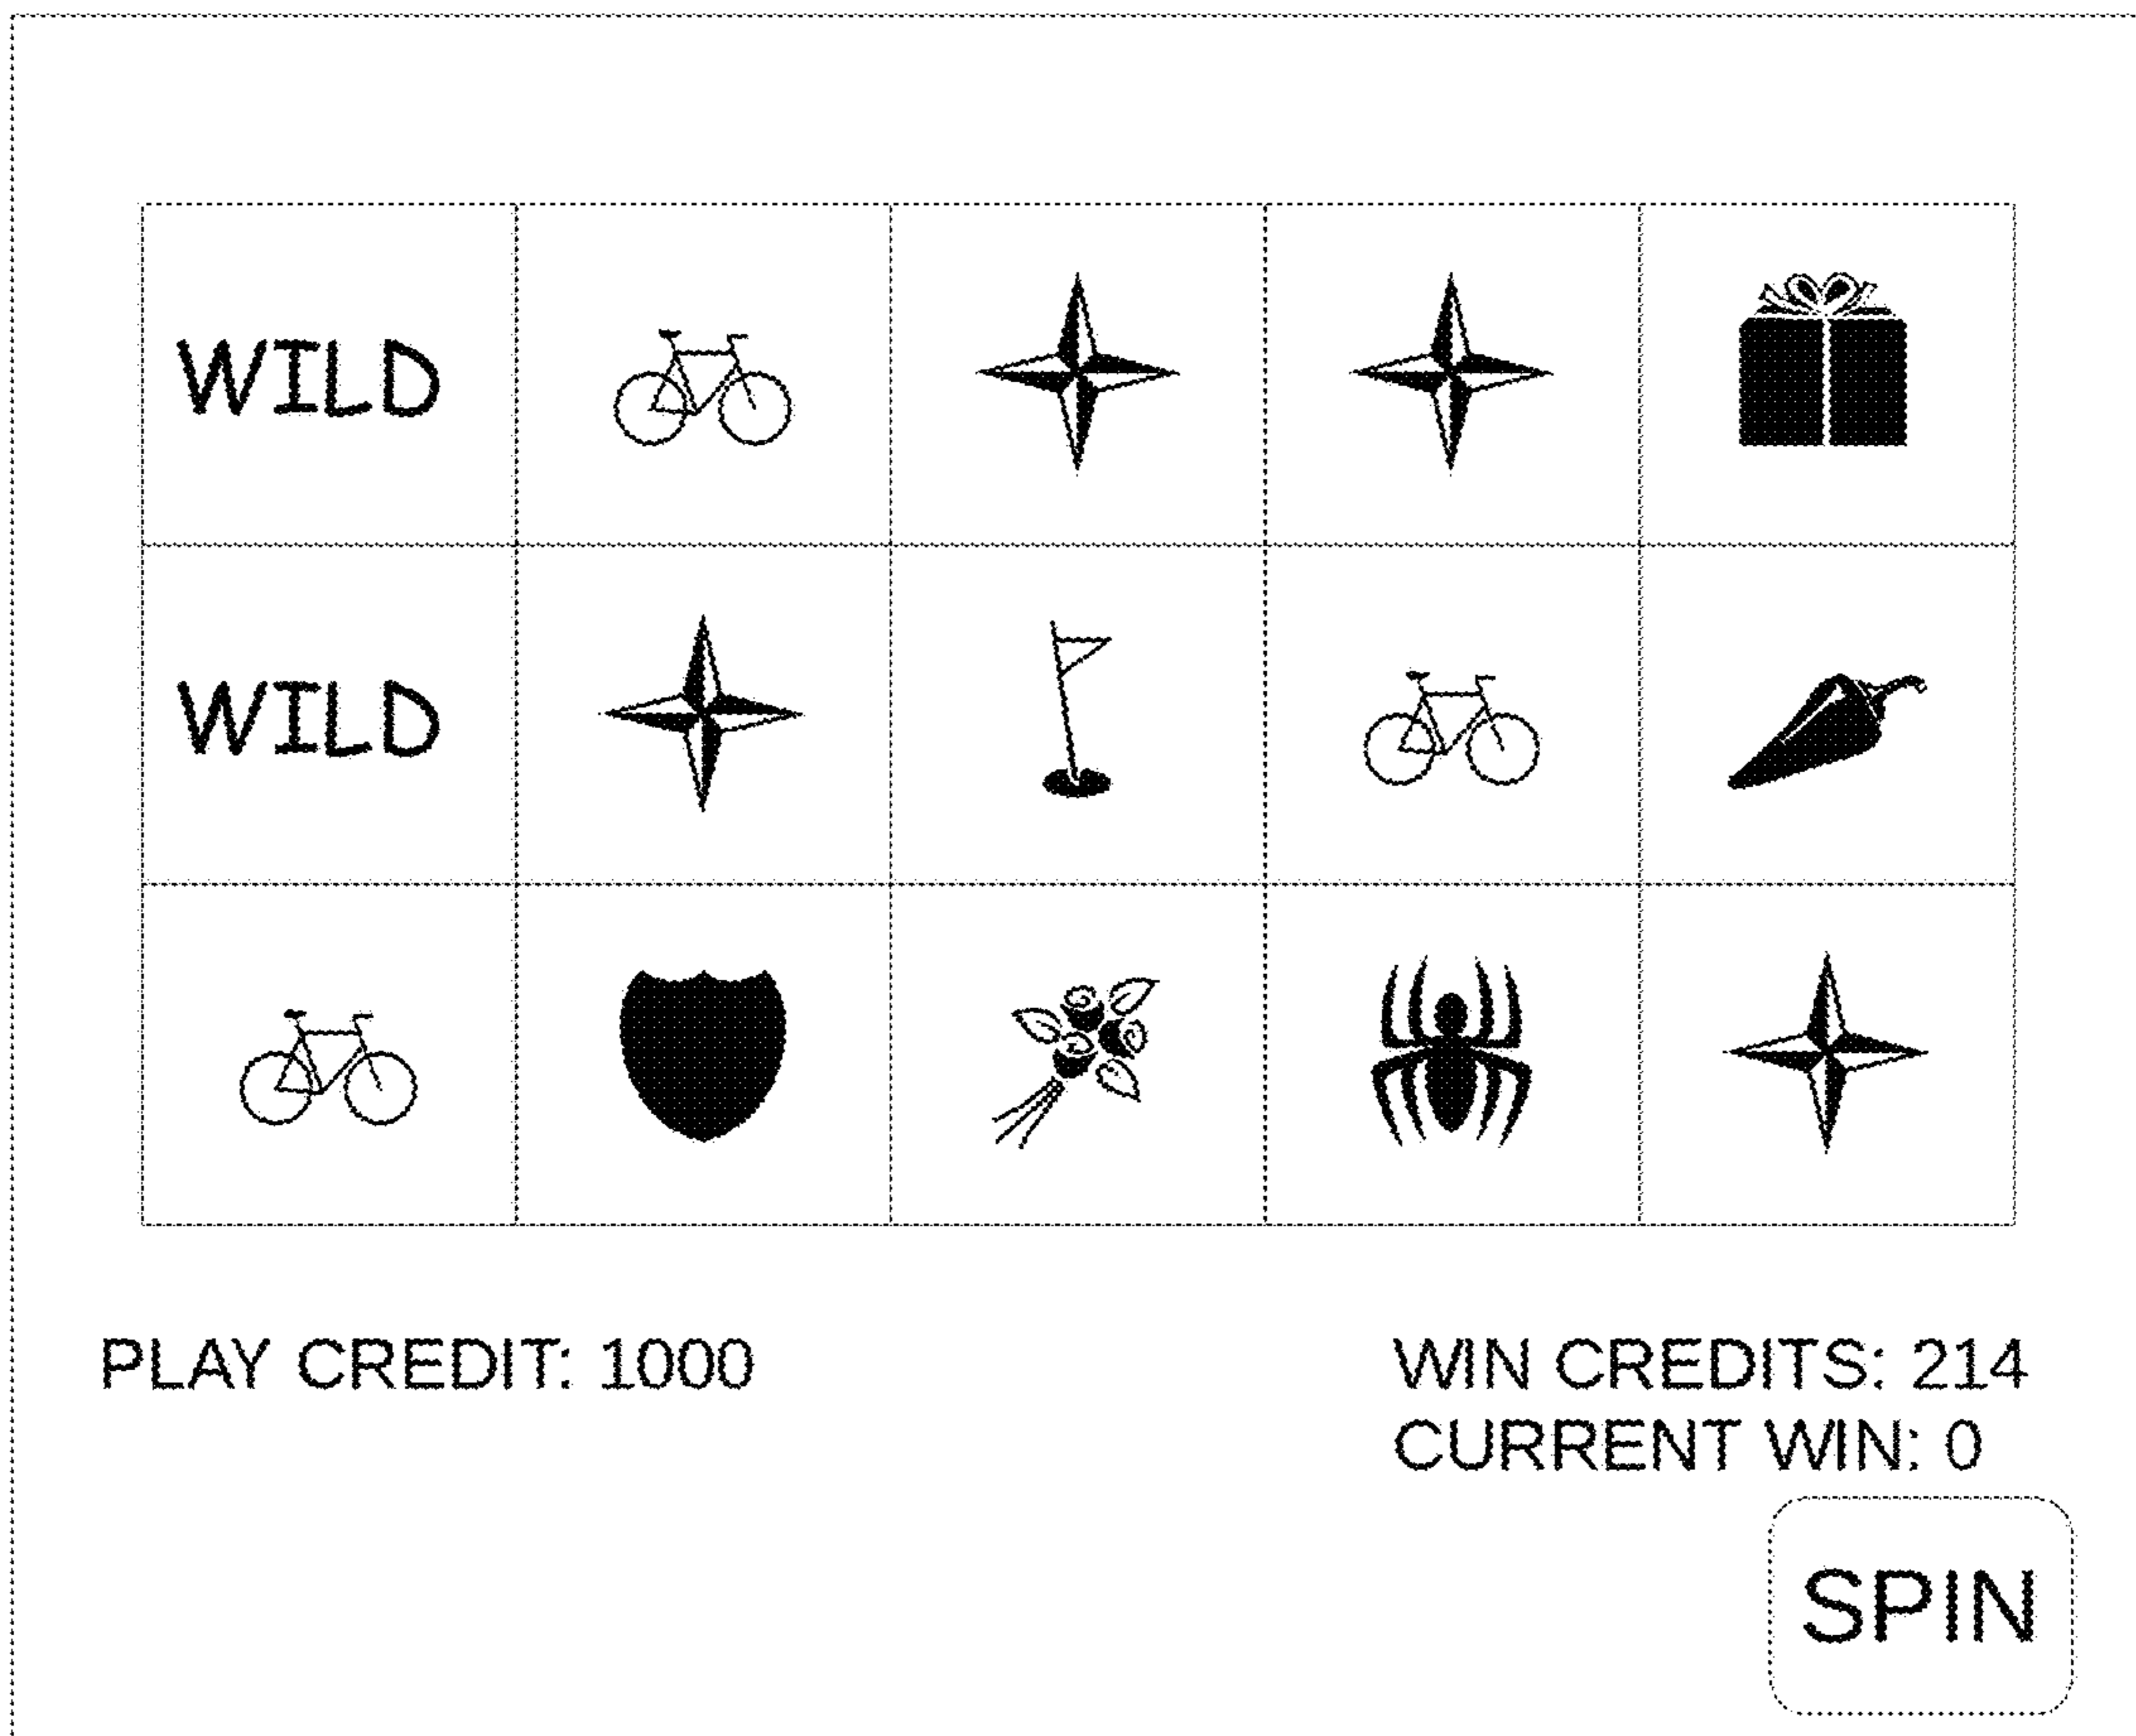 WILD
WILD
PLAY CREDIT: 1000
WIN CREDITS: 214
CURRENT WIN: 0
SPIN